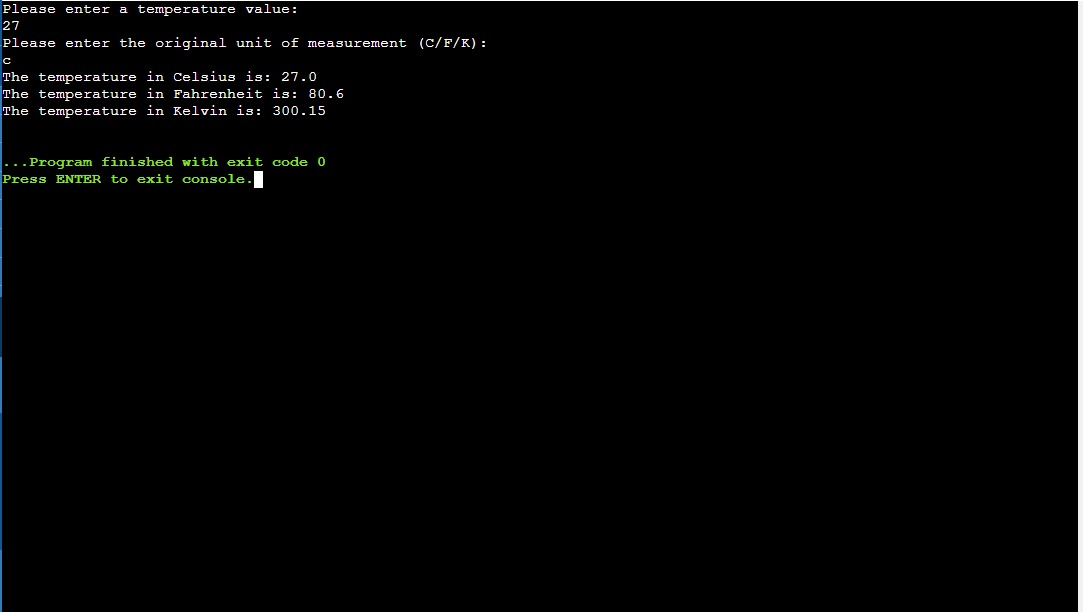 Please enter a temperature value:
27
Please enter the original unit of measurement (C/F/K):
c
The temperature in Celsius is: 27.0
The temperature in Fahrenheit is: 80.6
The temperature in Kelvin is: 300.15
...Program finished with exit code 0
Press ENTER to exit console.